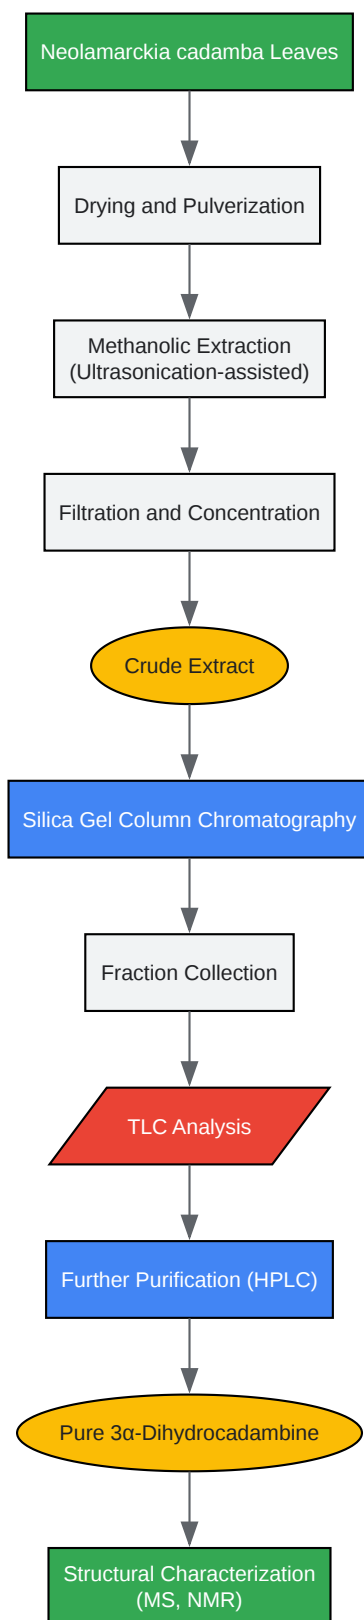 Neolamarckia cadamba Leaves
Drying and Pulverization
Methanolic Extraction
(Ultrasonication-assisted)
Filtration and Concentration
Crude Extract
Silica Gel Column Chromatography
Fraction Collection
TLC Analysis
Further Purification (HPLC)
Pure 3α-Dihydrocadambine
Structural Characterization
(MS, NMR)